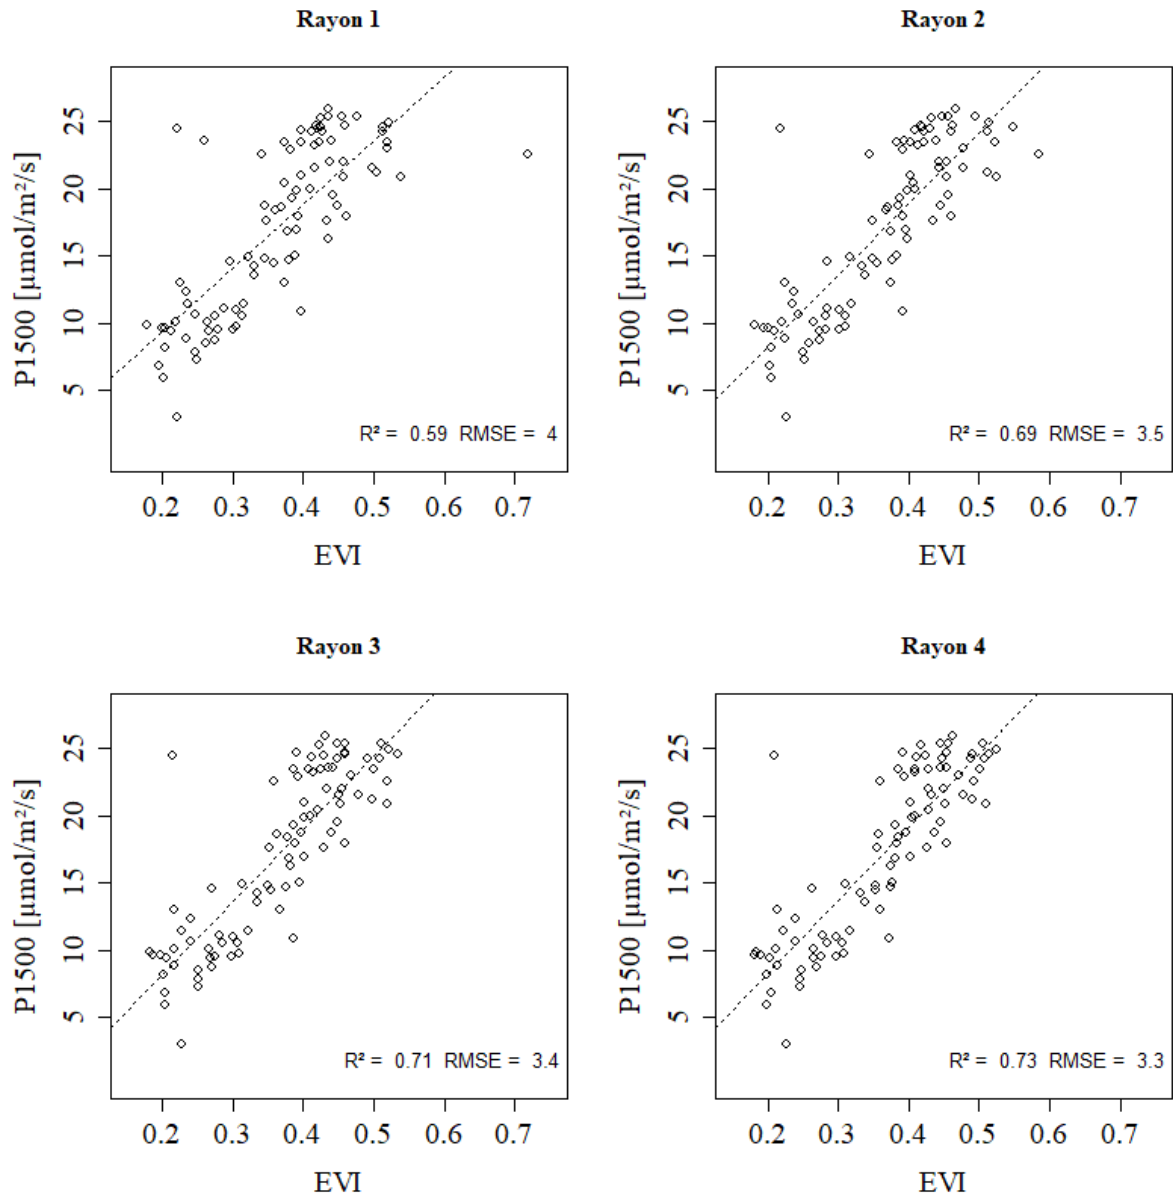 Rayon 1
P1500 [µmol/m²/s]
25
20
15
10
5
R² = 0.59 RMSE = 4
0.2 0.3 0.4 0.5 0.6 0.7
EVI
Rayon 2
P1500 [µmol/m²/s]
25
20
15
10
5
R² = 0.69 RMSE = 3.5
0.2 0.3 0.4 0.5 0.6 0.7
EVI
Rayon 3
P1500 [µmol/m²/s]
25
20
15
10
5
R² = 0.71 RMSE = 3.4
0.2 0.3 0.4 0.5 0.6 0.7
EVI
Rayon 4
P1500 [µmol/m²/s]
25
20
15
10
5
R² = 0.73 RMSE = 3.3
0.2 0.3 0.4 0.5 0.6 0.7
EVI